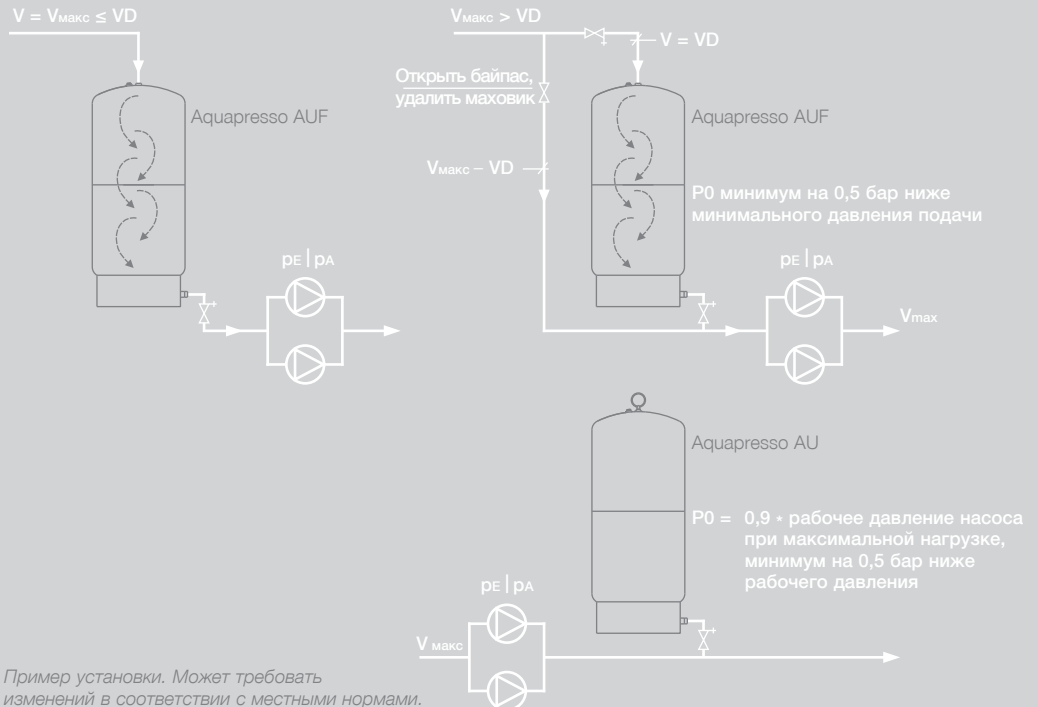 V = Vмакс ≤ VD
Aquapresso AUF
pE | pA
Vмакс > VD
V = VD
Открыть байпас,
удалить маховик
Aquapresso AUF
Vмакс – VD
P0 минимум на 0,5 бар ниже
минимального давления подачи
pE | pA
Vmax
Aquapresso AU
P0 = 0,9 * рабочее давление насоса
при максимальной нагрузке,
минимум на 0,5 бар ниже
рабочего давления
pE | pA
V макс
Пример установки. Может требовать
изменений в соответствии с местными нормами.